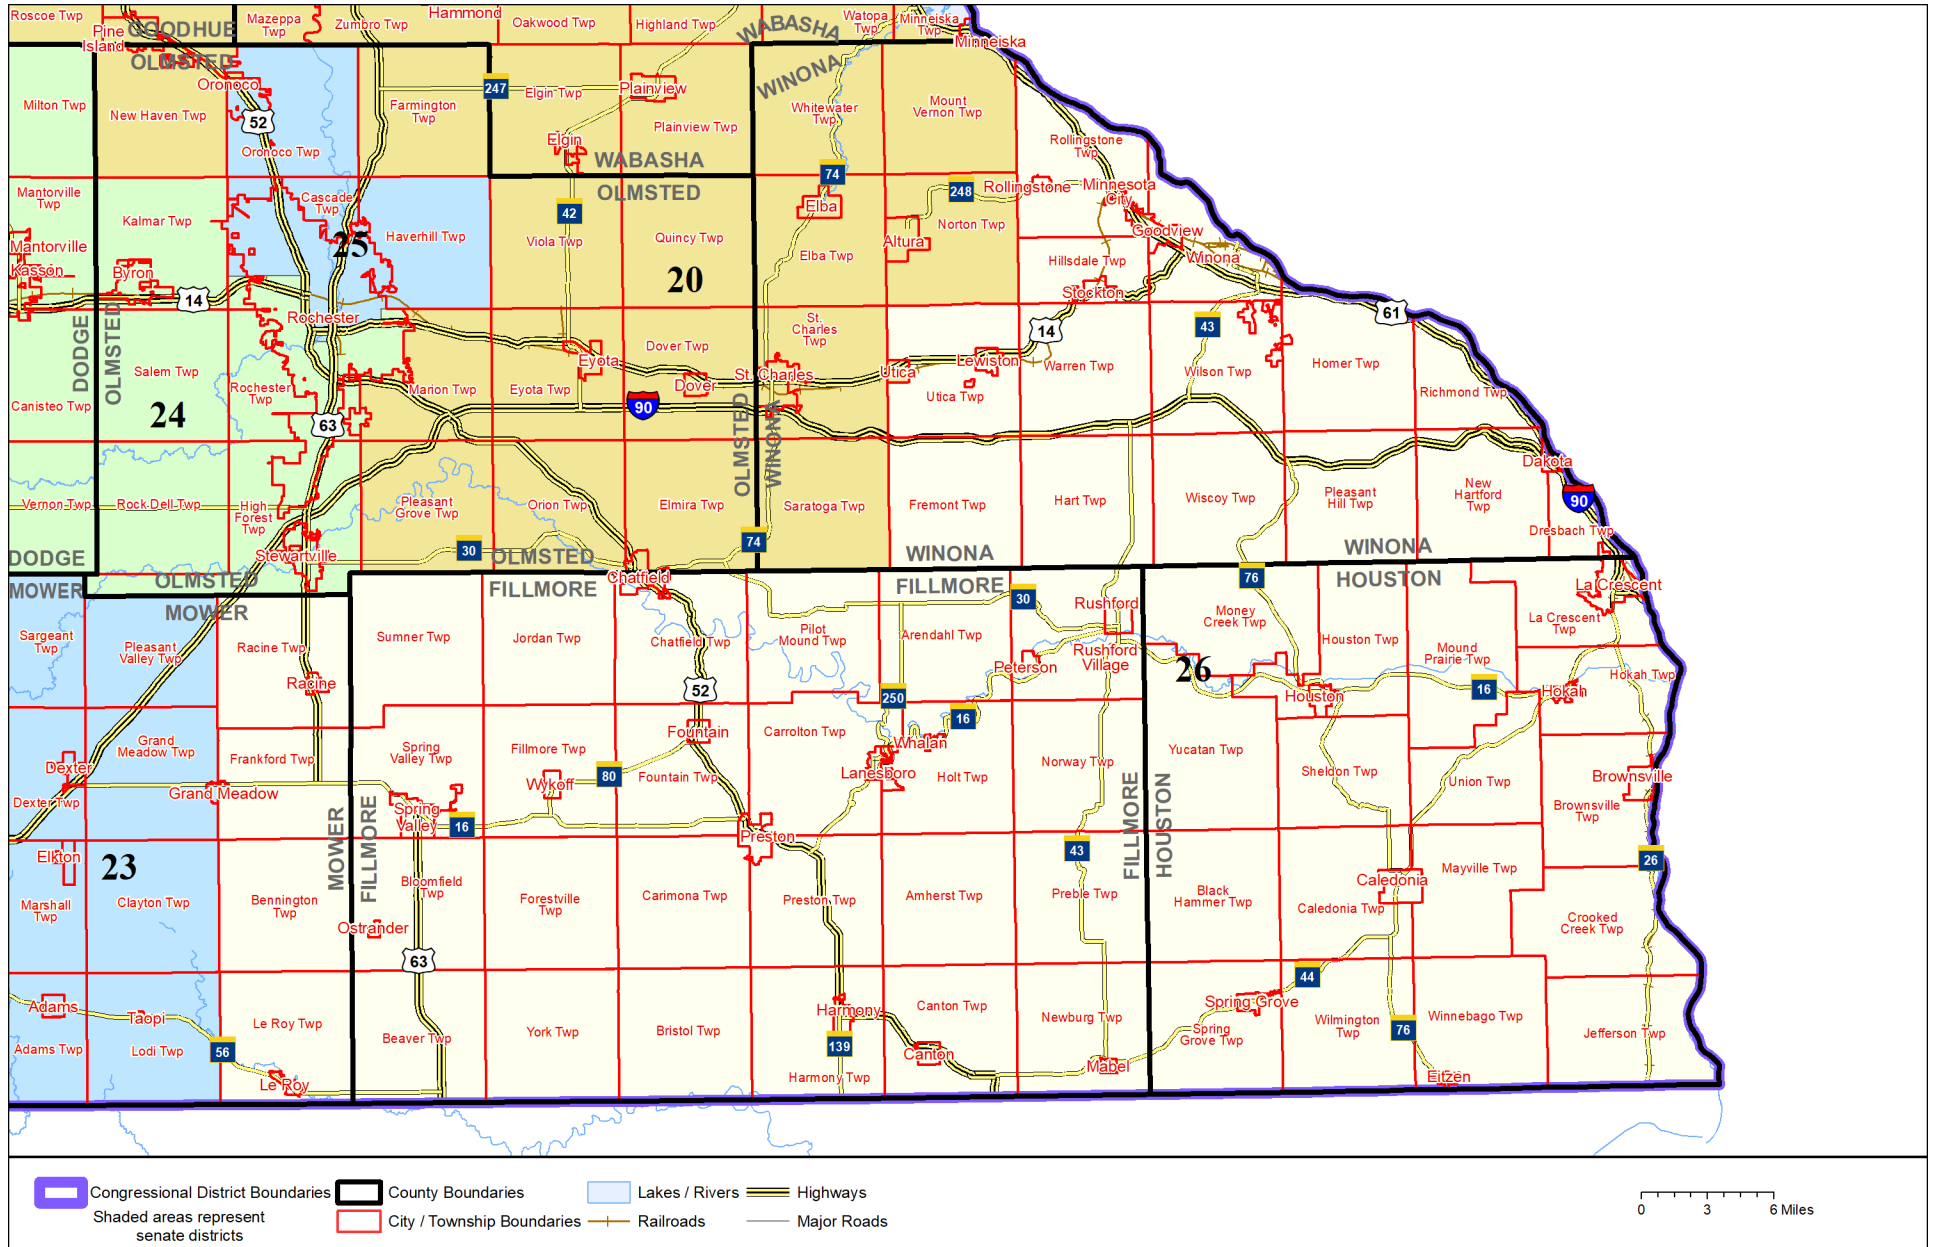 Roscoe Twp
Pine
Island
GOODHUE
OLMSTED
Mazeppa
Twp
Zumbro Twp
Hammond
Oakwood Twp
Highland Twp
WABASHA
WINONA
Watopa
Twp
Minneiska
Twp
Minneiska
Oronoco
52
Milton Twp
New Haven Twp
Oronoco Twp
Farmington
Twp
247
Elgin Twp
Plainview
Plainview Twp
Elgin
WABASHA
OLMSTED
Whitewater
Twp
Mount
Vernon Twp
Rollingstone
Twp
74
248
Rollingstone
Minnesota
City
Mantorville
Twp
Kalmar Twp
Cascade
Twp
25
Haverhill Twp
42
Viola Twp
Quincy Twp
20
Elba
Elba Twp
Altura
Norton Twp
Goodview
Winona
Hillsdale Twp
Stockton
Mantorville
Kasson
Byron
14
Rochester
DODGE
OLMSTED
St.
Charles
Twp
14
43
61
Salem Twp
Rochester
Twp
Marion Twp
Eyota
Eyota Twp
Dover Twp
Dover
St. Charles
Utica
Lewiston
Warren Twp
Utica Twp
Wilson Twp
Homer Twp
Richmond Twp
Canisteo Twp
24
63
90
OLMSTED
WINONA
Dakota
90
Vernon Twp
Rock Dell Twp
High
Forest
Twp
Pleasant
Grove Twp
Orion Twp
Elmira Twp
Saratoga Twp
Fremont Twp
Hart Twp
Wiscoy Twp
Pleasant
Hill Twp
New
Hartford
Twp
Dresbach Twp
Stewartville
30
74
DODGE
MOWER
OLMSTED
MOWER
OLMSTED
FILLMORE
Chatfield
WINONA
FILLMORE
WINONA
HOUSTON
76
La Crescent
Sargeant
Twp
Pleasant
Valley Twp
Racine Twp
Racine
Sumner Twp
Jordan Twp
Chatfield Twp
Pilot
Mound Twp
Arendahl Twp
30
Rushford
Rushford
Village
Peterson
Money
Creek Twp
26
Houston Twp
Houston
Mound
Prairie Twp
16
La Crescent
Twp
Hokah Twp
Hokah
52
250
16
Grand
Meadow Twp
Frankford Twp
Spring
Valley Twp
Fillmore Twp
Fountain
Fountain Twp
Carrolton Twp
Whalan
Lanesboro
Holt Twp
Norway Twp
FILLMORE
HOUSTON
Yucatan Twp
Sheldon Twp
Union Twp
Brownsville
Brownsville
Twp
Dexter
Dexter Twp
Grand Meadow
Spring
Valley
16
Wykoff
80
Preston
MOWER
FILLMORE
Elkton
23
43
26
Marshall
Twp
Clayton Twp
Bennington
Twp
Bloomfield
Twp
Ostrander
Forestville
Twp
Carimona Twp
Preston Twp
Amherst Twp
Preble Twp
Black
Hammer Twp
Caledonia
Caledonia Twp
Mayville Twp
Crooked
Creek Twp
63
44
Adams
Taopi
Adams Twp
Lodi Twp
56
Le Roy Twp
Le Roy
Beaver Twp
York Twp
Bristol Twp
Harmony
139
Harmony Twp
Canton Twp
Canton
Newburg Twp
Mabel
Spring Grove
Spring
Grove Twp
Wilmington
Twp
76
Winnebago Twp
Eitzen
Jefferson Twp
Congressional District Boundaries
Shaded areas represent
senate districts
County Boundaries
City / Township Boundaries
Lakes / Rivers
Railroads
Highways
Major Roads
0 3 6 Miles